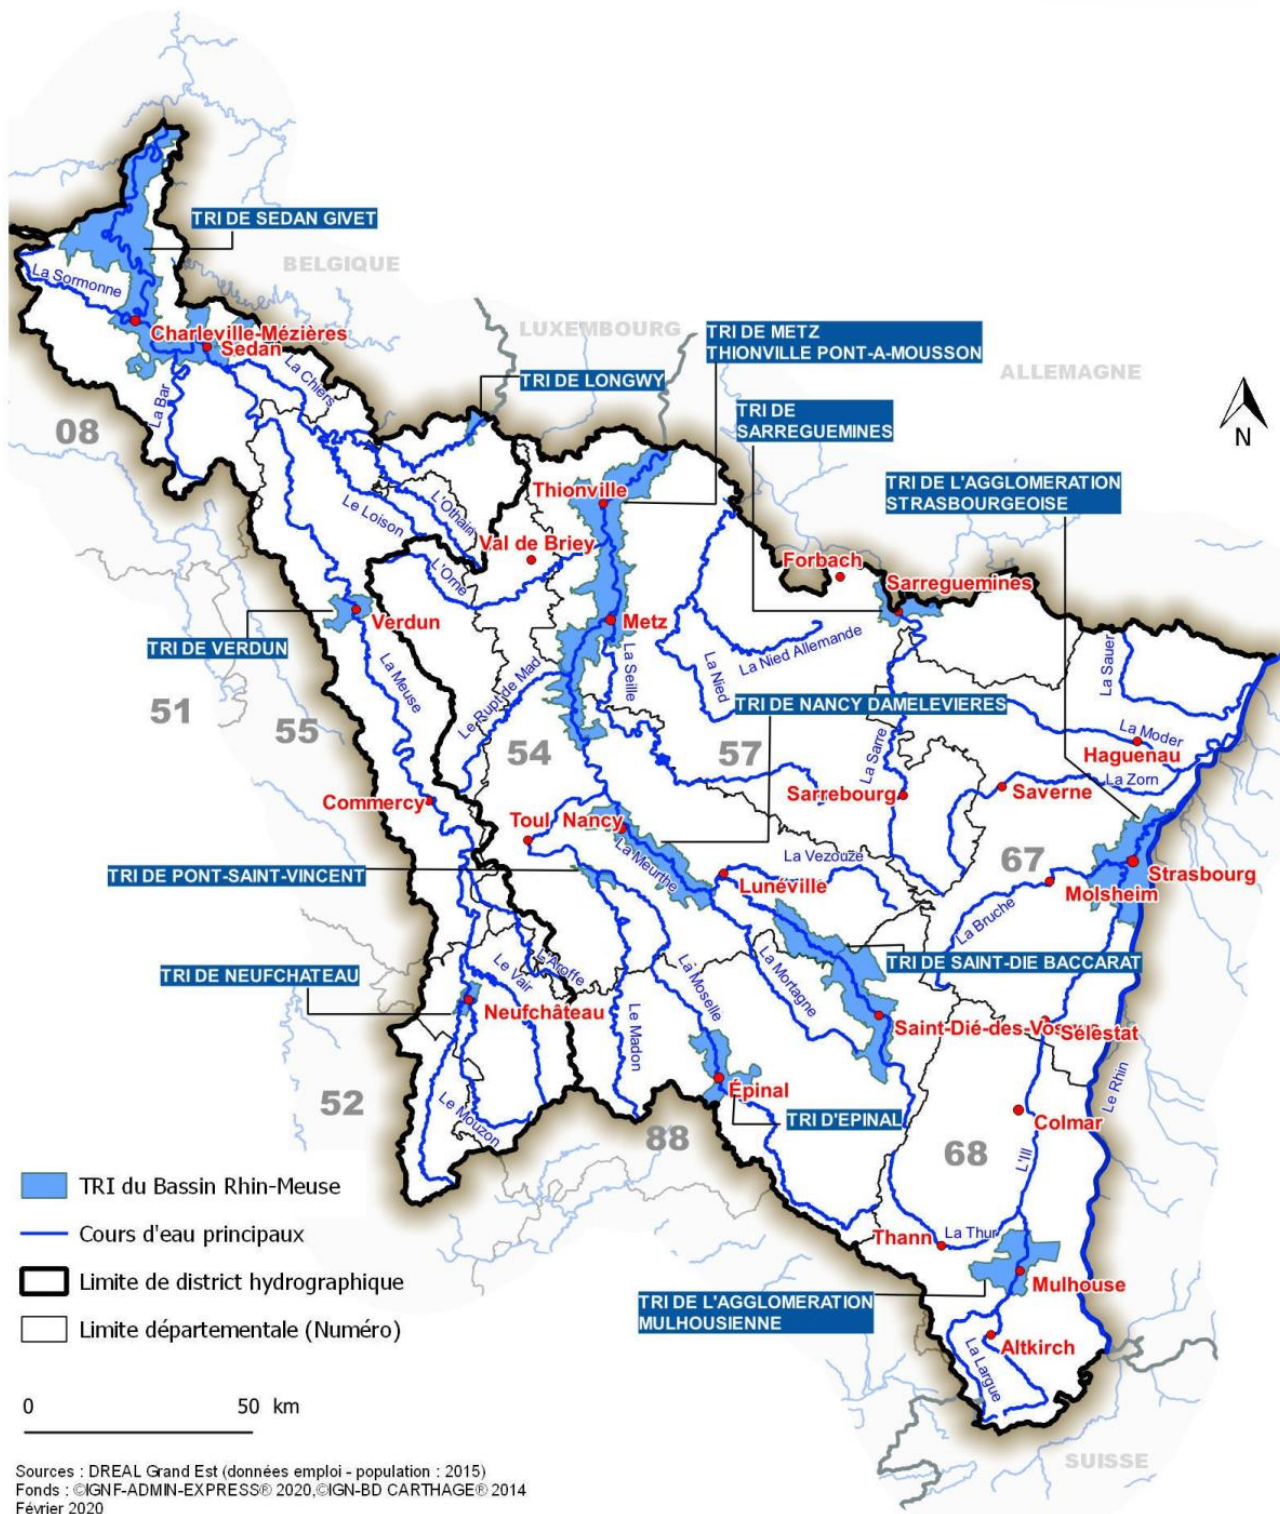 TRI DE SEDAN GIVET
BELGIQUE
La Sormonne
Charleville-Mézières
Sedan
La Chiers
La Bar
08
LUXEMBOURG
TRI DE METZ
THIONVILLE PONT-A-MOUSSON
TRI DE LONGWY
ALLEMAGNE
TRI DE
SARREGUEMINES
N
TRI DE L'AGGLOMERATION
STRASBOURGEOISE
Thionville
L'Othain
Le Loison
Val de Briey
L'Orne
Forbach
Sarreguemines
Verdun
Metz
TRI DE VERDUN
La Meuse
La Seille
La Nied Allemande
La Nied
La Sauer
Le Rupt de Mad
TRI DE NANCY DAMELEVIERES
51
55
54
57
La Sarre
La Moder
Haguenau
La Zorn
Commercy
Sarrebourg
Saverne
Toul
Nancy
La Meurthe
La Vezouze
67
Strasbourg
TRI DE PONT-SAINT-VINCENT
Lunéville
Molsheim
La Bruche
TRI DE SAINT-DIE BACCARAT
TRI DE NEUFCHATEAU
L'Aroffe
Le Vair
La Moselle
La Mortagne
Neufchâteau
Le Madon
Saint-Dié-des-Vosges
Sélestat
Le Rhin
52
Le Mouzon
Épinal
TRI D'EPINAL
Colmar
88
68
L'Ill
TRI du Bassin Rhin-Meuse
Cours d'eau principaux
Limite de district hydrographique
Limite départementale (Numéro)
Thann
La Thur
Mulhouse
TRI DE L'AGGLOMERATION
MULHOUSIENNE
Altkirch
La Largue
SUISSE
0 50 km
Sources : DREAL Grand Est (données emploi - population : 2015)
Fonds : ©IGNF-ADMIN-EXPRESS® 2020,©IGN-BD CARTHAGE® 2014
Février 2020